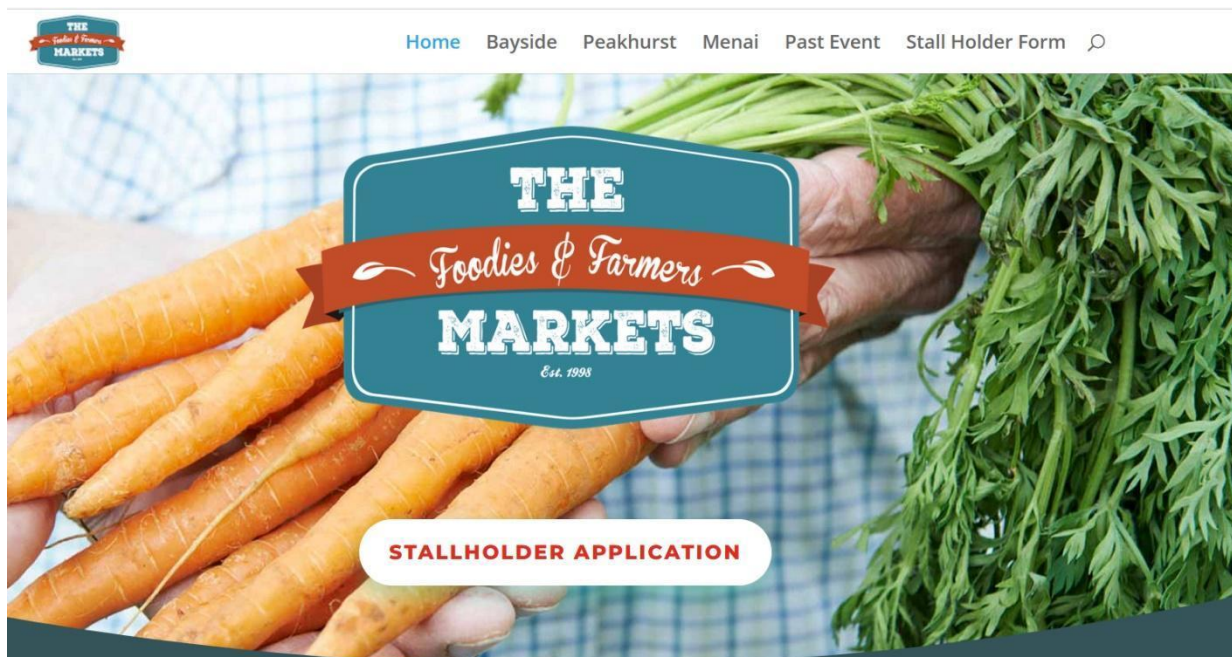 THE
Foodies & Farmers
MARKETS
Home Bayside Peakhurst Menai Past Event Stall Holder Form
THE
Foodies & Farmers
MARKETS
Est. 1998
STALLHOLDER APPLICATION